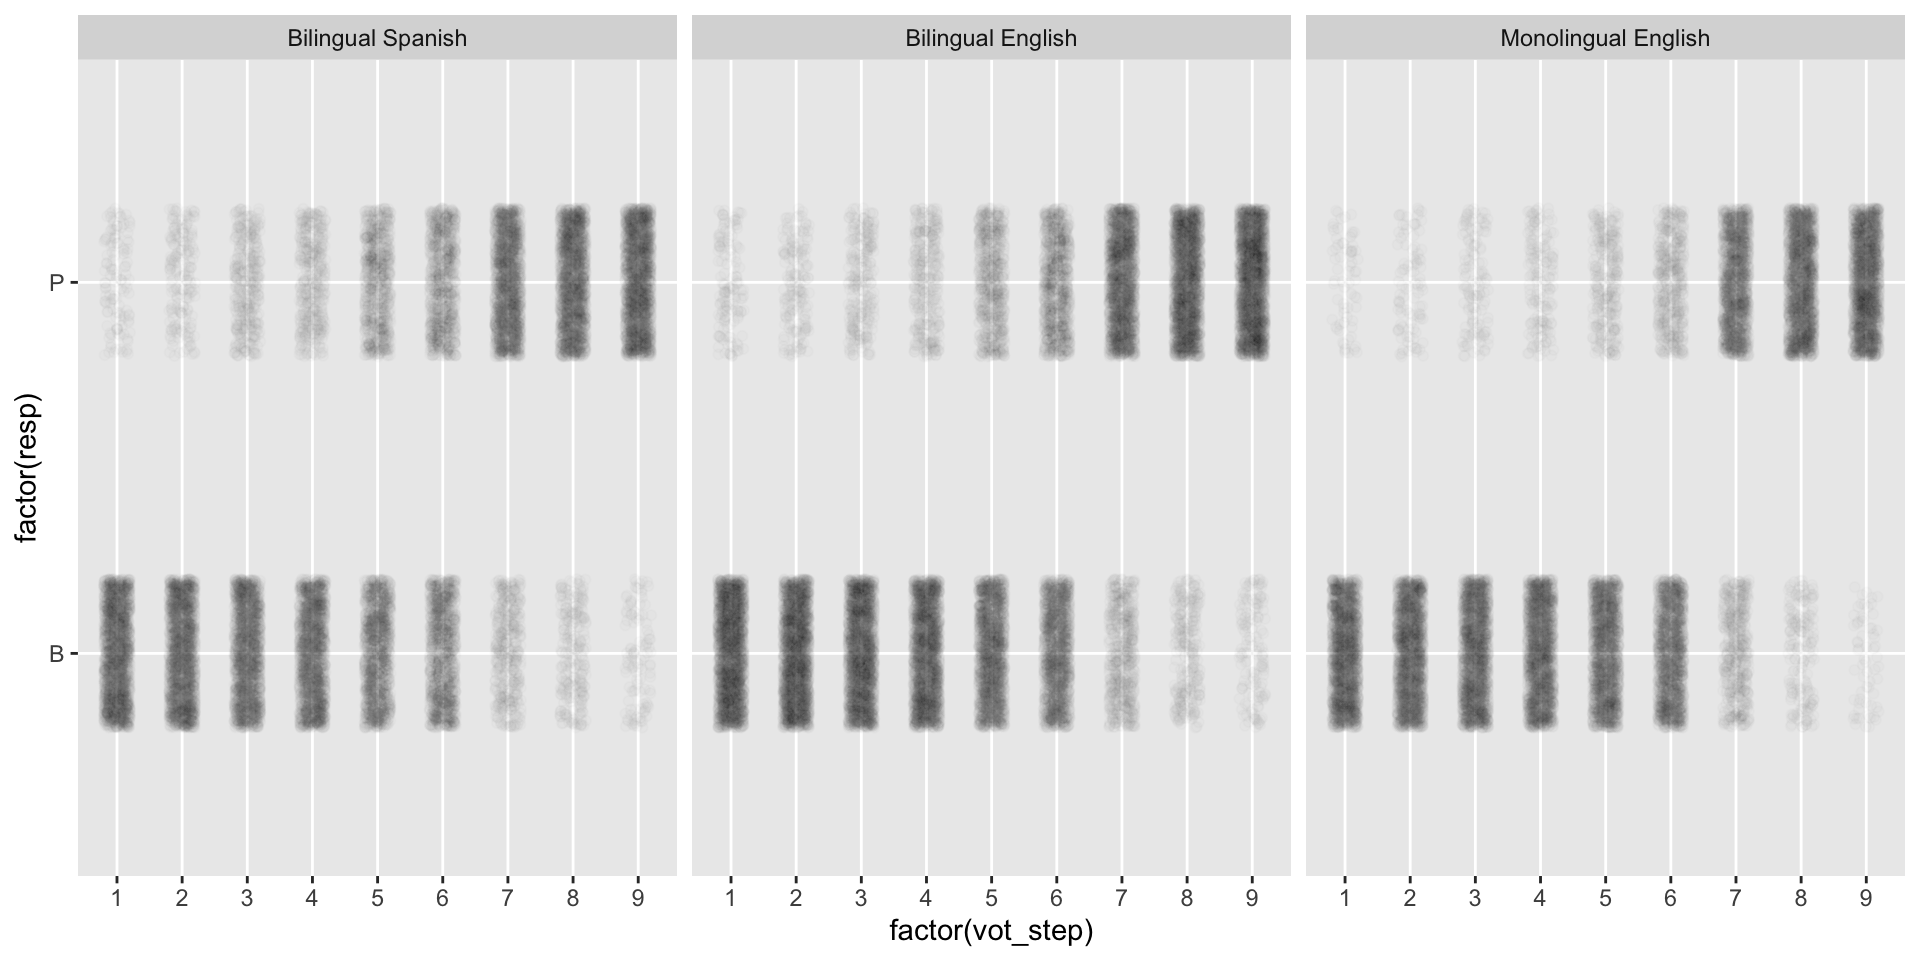 Bilingual Spanish Bilingual English Monolingual English
P
factor(resp)
B
1 2 3 4 5 6 7 8 9 1 2 3 4 5 6 7 8 9 1 2 3 4 5 6 7 8 9
factor(vot_step)